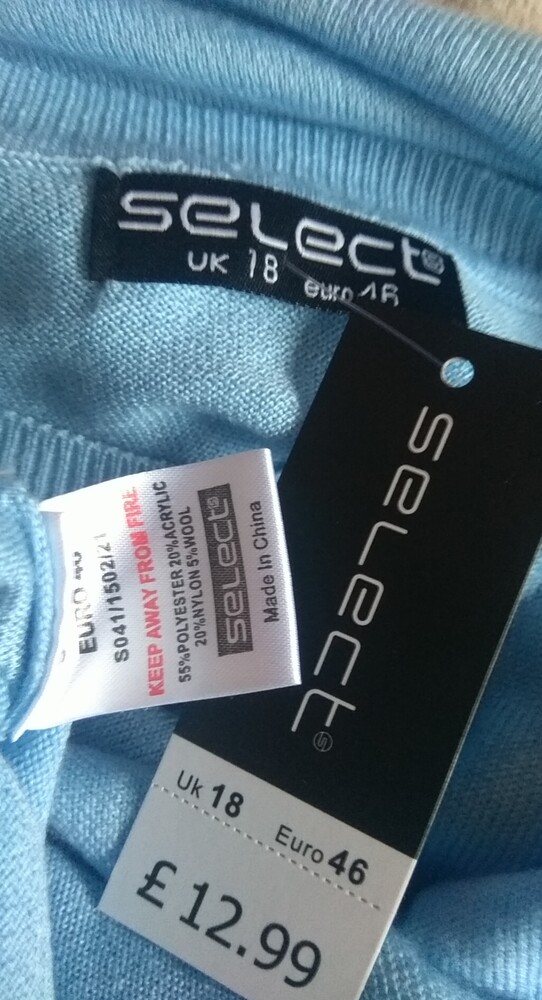 select
UK 18 euro 46
EURO 46
S041/1502/21
KEEP AWAY FROM FIRE
55%POLYESTER 20%ACRYLIC
20%NYLON 5%WOOL
select
Made In China
select
Uk 18 Euro 46
£12.99